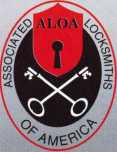 ALOA
ASSOCIATED LOCKSMITHS
OF AMERICA